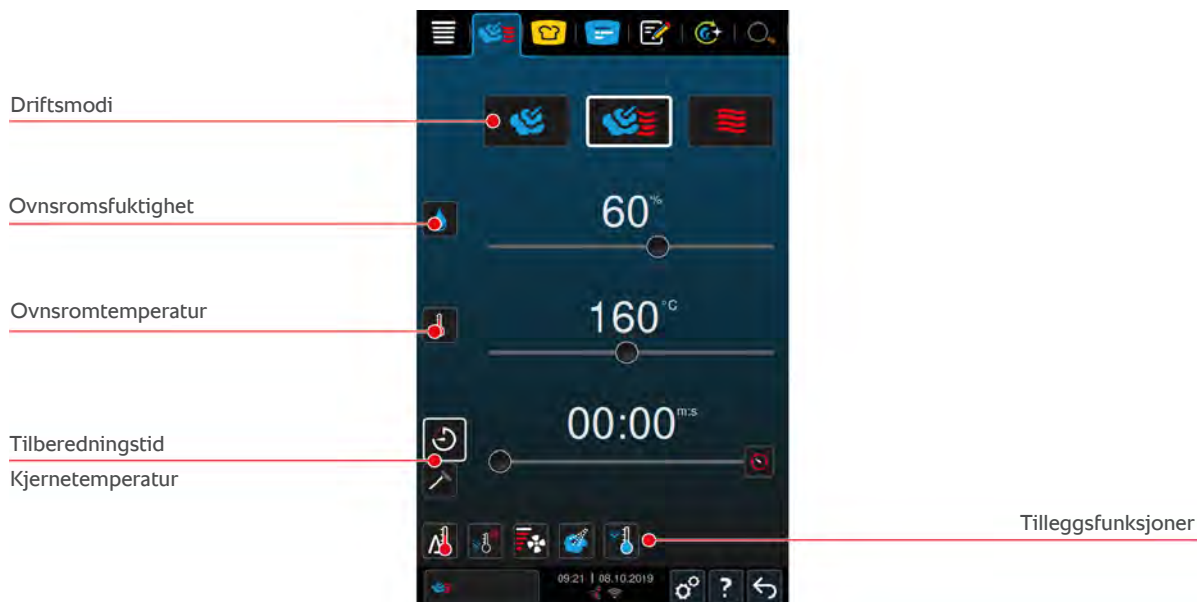 Driftsmodi
Ovnsromsfuktighet
60 %
Ovnsromtemperatur
160 °C
00:00 m:s
Tilberedningstid
Kjernetemperatur
Tilleggsfunksjoner
09:21 | 08.10.2019
?